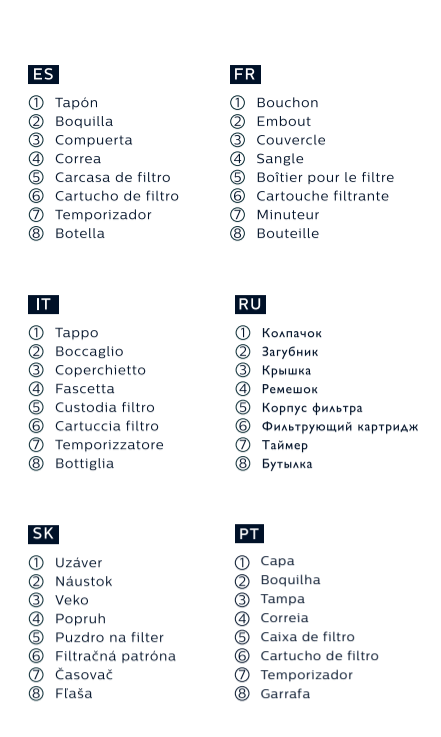 ES
① Tapón
② Boquilla
③ Compuerta
④ Correa
⑤ Carcasa de filtro
⑥ Cartucho de filtro
⑦ Temporizador
⑧ Botella
FR
① Bouchon
② Embout
③ Couvercle
④ Sangle
⑤ Boîtier pour le filtre
⑥ Cartouche filtrante
⑦ Minuteur
⑧ Bouteille
IT
① Tappo
② Boccaglio
③ Coperchietto
④ Fascetta
⑤ Custodia filtro
⑥ Cartuccia filtro
⑦ Temporizzatore
⑧ Bottiglia
RU
① Колпачок
② Загубник
③ Крышка
④ Ремешок
⑤ Корпус фильтра
⑥ Фильтрующий картридж
⑦ Таймер
⑧ Бутылка
SK
① Uzáver
② Náustok
③ Veko
④ Popruh
⑤ Puzdro na filter
⑥ Filtračná patróna
⑦ Časovač
⑧ Fľaša
PT
① Capa
② Boquilha
③ Tampa
④ Correia
⑤ Caixa de filtro
⑥ Cartucho de filtro
⑦ Temporizador
⑧ Garrafa